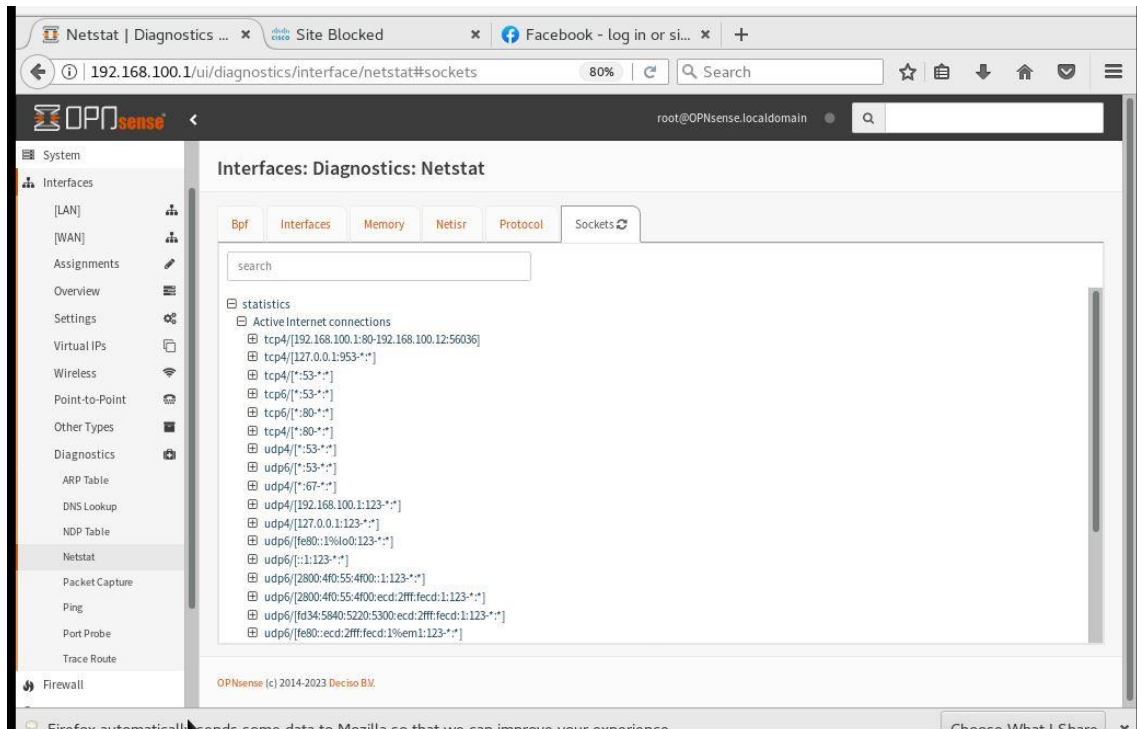 Netstat | Diagnostics ... × Site Blocked × Facebook - log in or si... × +
192.168.100.1/ui/diagnostics/interface/netstat#sockets 80% Search
OPNsense root@OPNsense.localdomain
System
Interfaces
[LAN]
[WAN]
Assignments
Overview
Settings
Virtual IPs
Wireless
Point-to-Point
Other Types
Diagnostics
ARP Table
DNS Lookup
NDP Table
Netstat
Packet Capture
Ping
Port Probe
Trace Route
Firewall
Interfaces: Diagnostics: Netstat
Bpf Interfaces Memory Netisr Protocol Sockets
search
statistics
Active Internet connections
tcp4/[192.168.100.1:80-192.168.100.12:56036]
tcp4/[127.0.0.1:953-*:*]
tcp4/[*:53-*:*]
tcp6/[*:53-*:*]
tcp6/[*:80-*:*]
tcp4/[*:80-*:*]
udp4/[*:53-*:*]
udp6/[*:53-*:*]
udp4/[*:67-*:*]
udp4/[192.168.100.1:123-*:*]
udp4/[127.0.0.1:123-*:*]
udp6/[fe80::1%lo0:123-*:*]
udp6/[::1:123-*:*]
udp6/[2800:4f0:55:4f00::1:123-*:*]
udp6/[2800:4f0:55:4f00:ecd:2fff:fecd:1:123-*:*]
udp6/[fd34:5840:5220:5300:ecd:2fff:fecd:1:123-*:*]
udp6/[fe80::ecd:2fff:fecd:1%em1:123-*:*]
OPNsense (c) 2014-2023 Deciso B.V.
Firefox automatically sends some data to Mozilla so that we can improve your experience. Choose What I Share ×